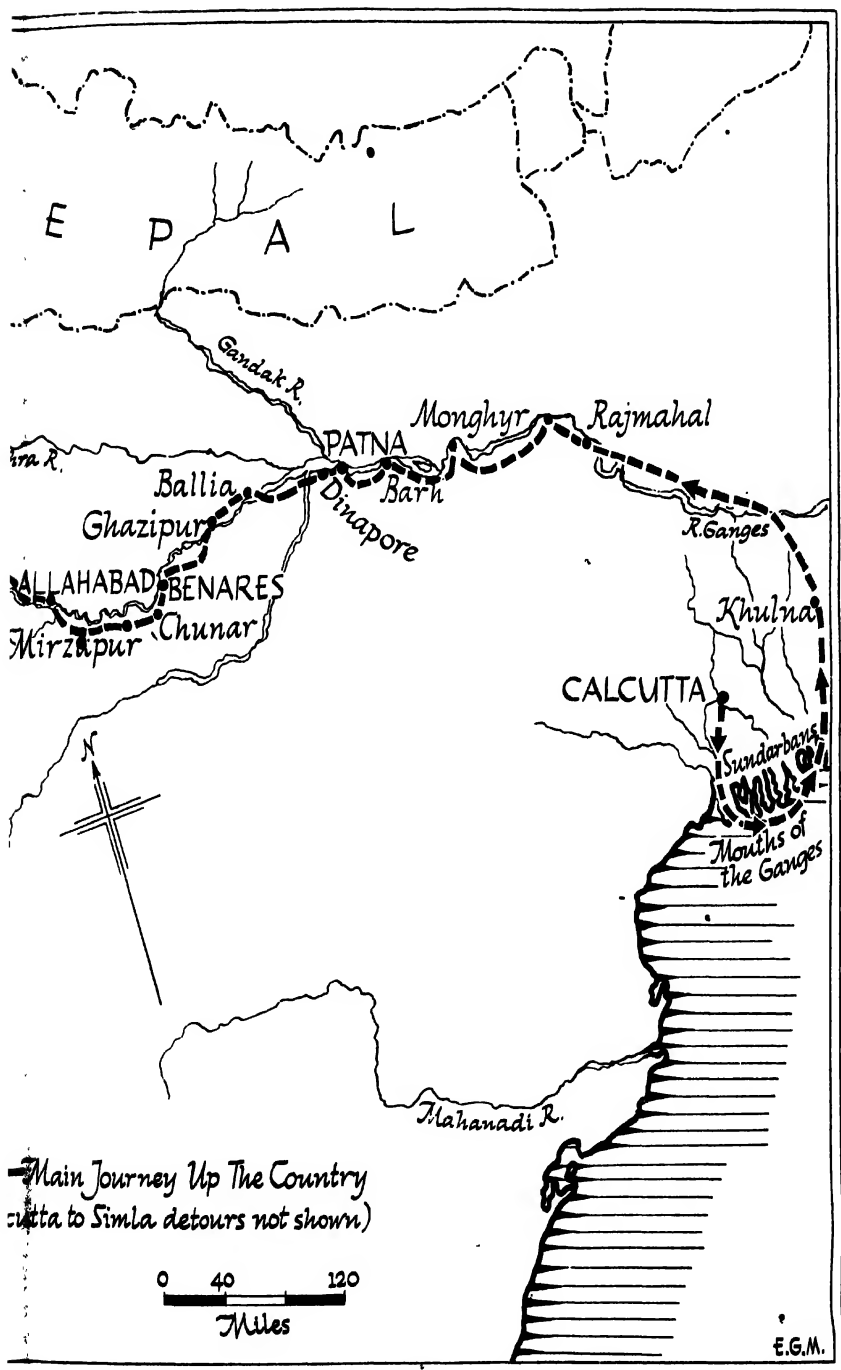 E P A L
Gandak R.
Monghyr
Rajmahal
PATNA
hra R.
Ballia
Barh
Dinapore
Ghazipur
R. Ganges
ALLAHABAD
BENARES
Khulna
Mirzapur
Chunar
CALCUTTA
N
Sundarbans
Mouths of
the Ganges
Mahanadi R.
Main Journey Up The Country
cutta to Simla detours not shown)
0 40 120
Miles
E.G.M.